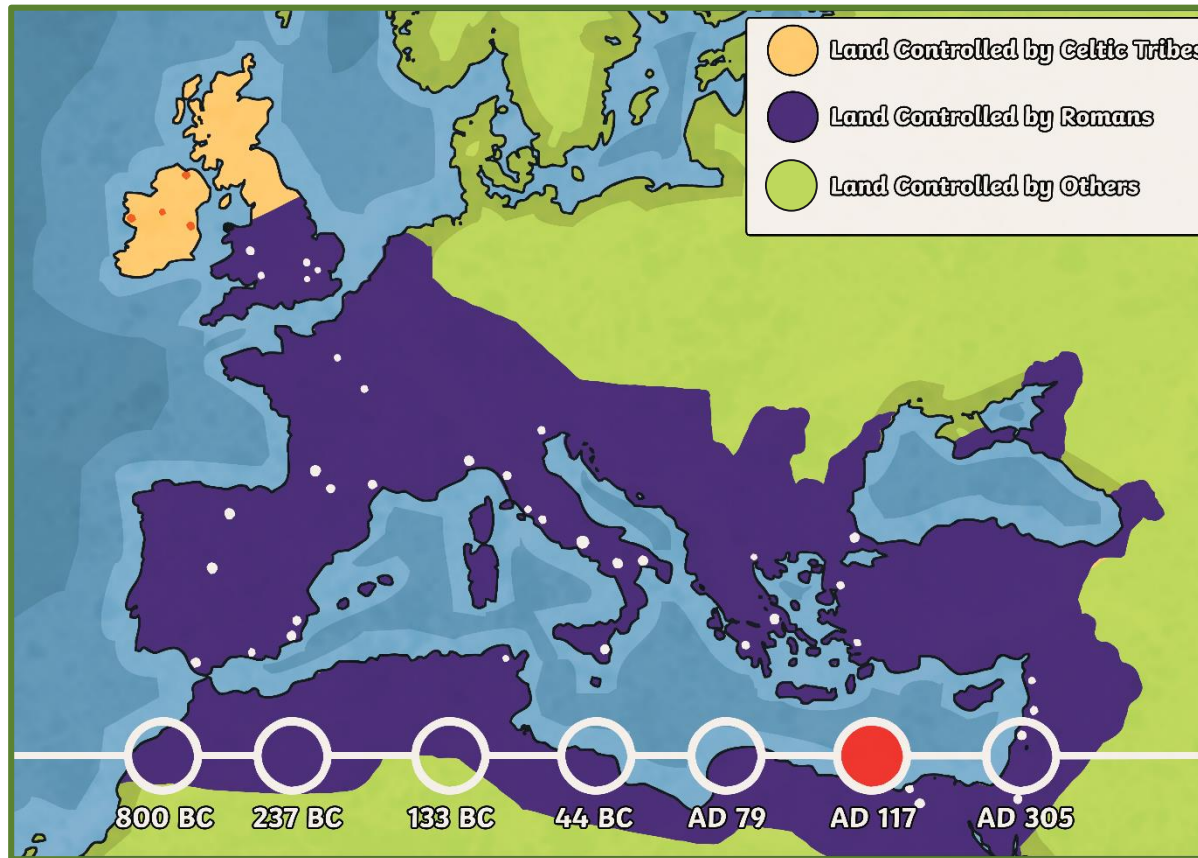 Land Controlled by Celtic Tribes
Land Controlled by Romans
Land Controlled by Others
800 BC 237 BC 133 BC 44 BC AD 79 AD 117 AD 305